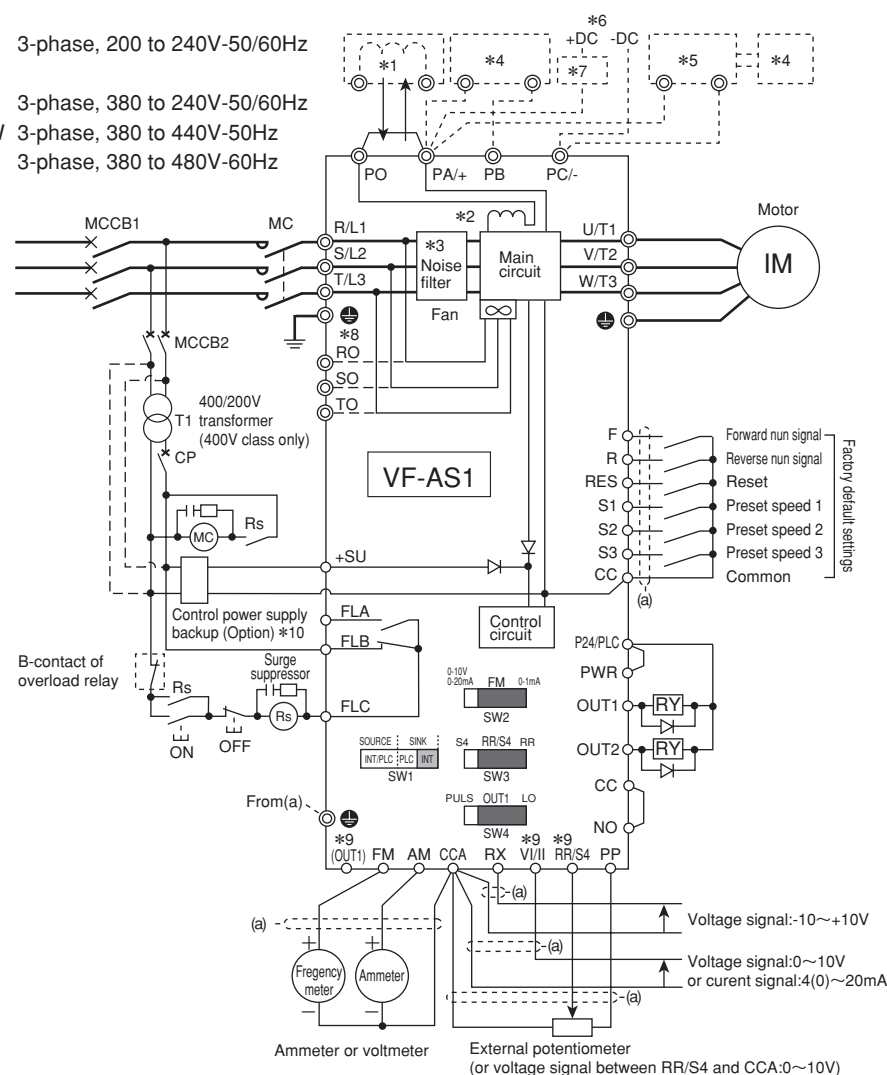 3-phase, 200 to 240V-50/60Hz
3-phase, 380 to 240V-50/60Hz
3-phase, 380 to 440V-50Hz
3-phase, 380 to 480V-60Hz
*6
+DC -DC
*1
*4
*7
*5
*4
PO
PA/+
PB
PC/-
MCCB1
MC
R/L1
S/L2
T/L3
*2
*3
Noise
filter
Main
circuit
Fan
U/T1
V/T2
W/T3
Motor
IM
*8
RO
SO
TO
MCCB2
400/200V
T1 transformer
(400V class only)
CP
VF-AS1
Rs
MC
F
R
RES
S1
S2
S3
CC
Forward nun signal
Reverse nun signal
Reset
Preset speed 1
Preset speed 2
Preset speed 3
Common
Factory default settings
(a)
+SU
Control power supply
backup (Option) *10
FLA
FLB
FLC
Control
circuit
B-contact of
overload relay
Rs
ON
OFF
Surge
suppressor
Rs
P24/PLC
PWR
OUT1
OUT2
CC
NO
RY
RY
0-10V
0-20mA
FM
0-1mA
SW2
SOURCE SINK
INT/PLC PLC INT
SW1
S4 RR/S4 RR
SW3
PULS OUT1 LO
SW4
From(a)
*9
(OUT1)
FM
AM
CCA
RX
*9
VI/II
*9
RR/S4
PP
(a)
(a)
(a)
(a)
+
Fregency
meter
−
+
Ammeter
−
Ammeter or voltmeter
Voltage signal:-10～+10V
Voltage signal:0～10V
or curent signal:4(0)～20mA
External potentiometer
(or voltage signal between RR/S4 and CCA:0～10V)